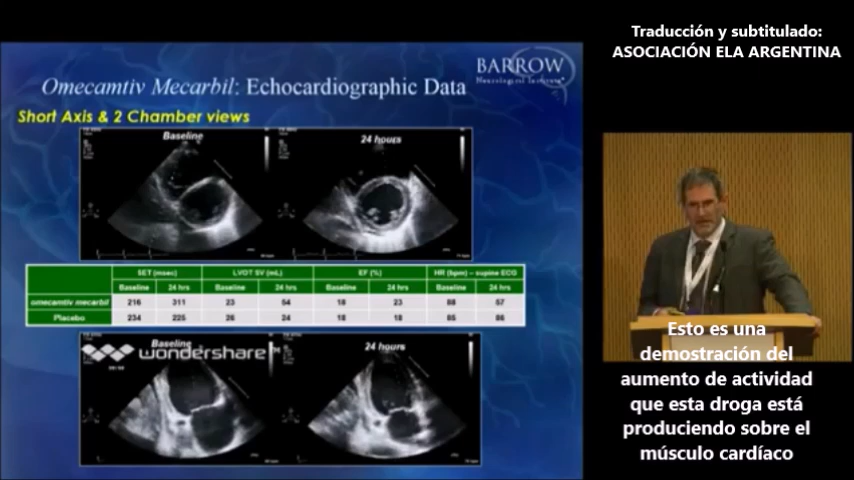 Traducción y subtitulado:
ASOCIACIÓN ELA ARGENTINA
BARROW
Neurological Institute
Omecamtiv Mecarbil: Echocardiographic Data
Short Axis & 2 Chamber views
Baseline
24 hours
SET (msec) LVOT SV (mL) EF (%) HR (bpm) – supine ECG
Baseline 24 hrs Baseline 24 hrs Baseline 24 hrs Baseline 24 hrs
omecamtiv mecarbil 216 311 23 54 18 23 88 57
Placebo 234 225 26 24 18 18 85 86
Baseline
24 hours
wondershare
Esto es una
demostración del
aumento de actividad
que esta droga está
produciendo sobre el
músculo cardíaco